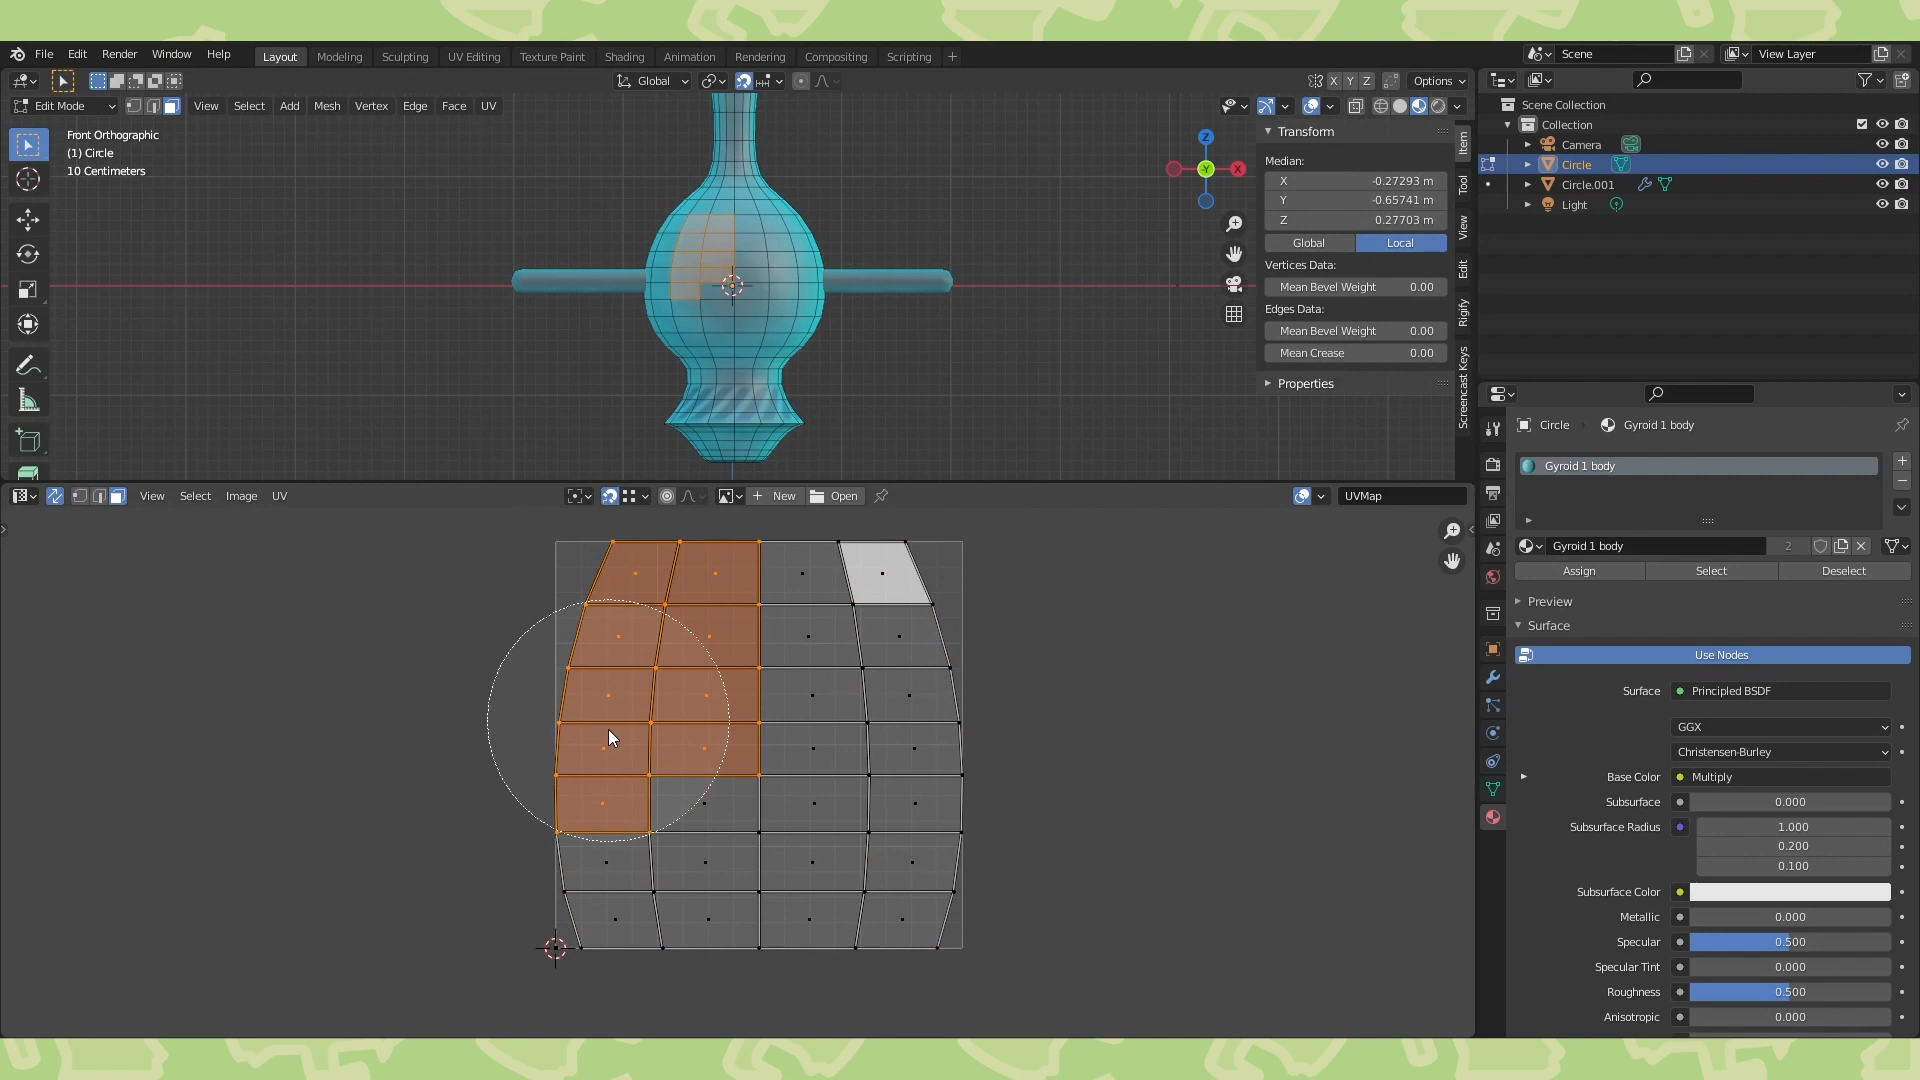 File Edit Render Window Help Layout Modeling Sculpting UV Editing Texture Paint Shading Animation Rendering Compositing Scripting + Scene View Layer
Global X Y Z Options
Edit Mode View Select Add Mesh Vertex Edge Face UV
Front Orthographic
(1) Circle
10 Centimeters
Z
Y
X
Transform
Median:
X -0.27293 m
Y -0.65741 m
Z 0.27703 m
Global Local
Vertices Data:
Mean Bevel Weight 0.00
Edges Data:
Mean Bevel Weight 0.00
Mean Crease 0.00
Properties
Item
Tool
View
Edit
Rigify
Screencast Keys
Scene Collection
Collection
Camera
Circle
Circle.001
Light
View Select Image UV New Open UVMap
Circle Gyroid 1 body
Gyroid 1 body
Gyroid 1 body 2
Assign Select Deselect
Preview
Surface
Use Nodes
Surface Principled BSDF
GGX
Christensen-Burley
Base Color Multiply
Subsurface 0.000
Subsurface Radius 1.000
0.200
0.100
Subsurface Color
Metallic 0.000
Specular 0.500
Specular Tint 0.000
Roughness 0.500
Anisotropic 0.000